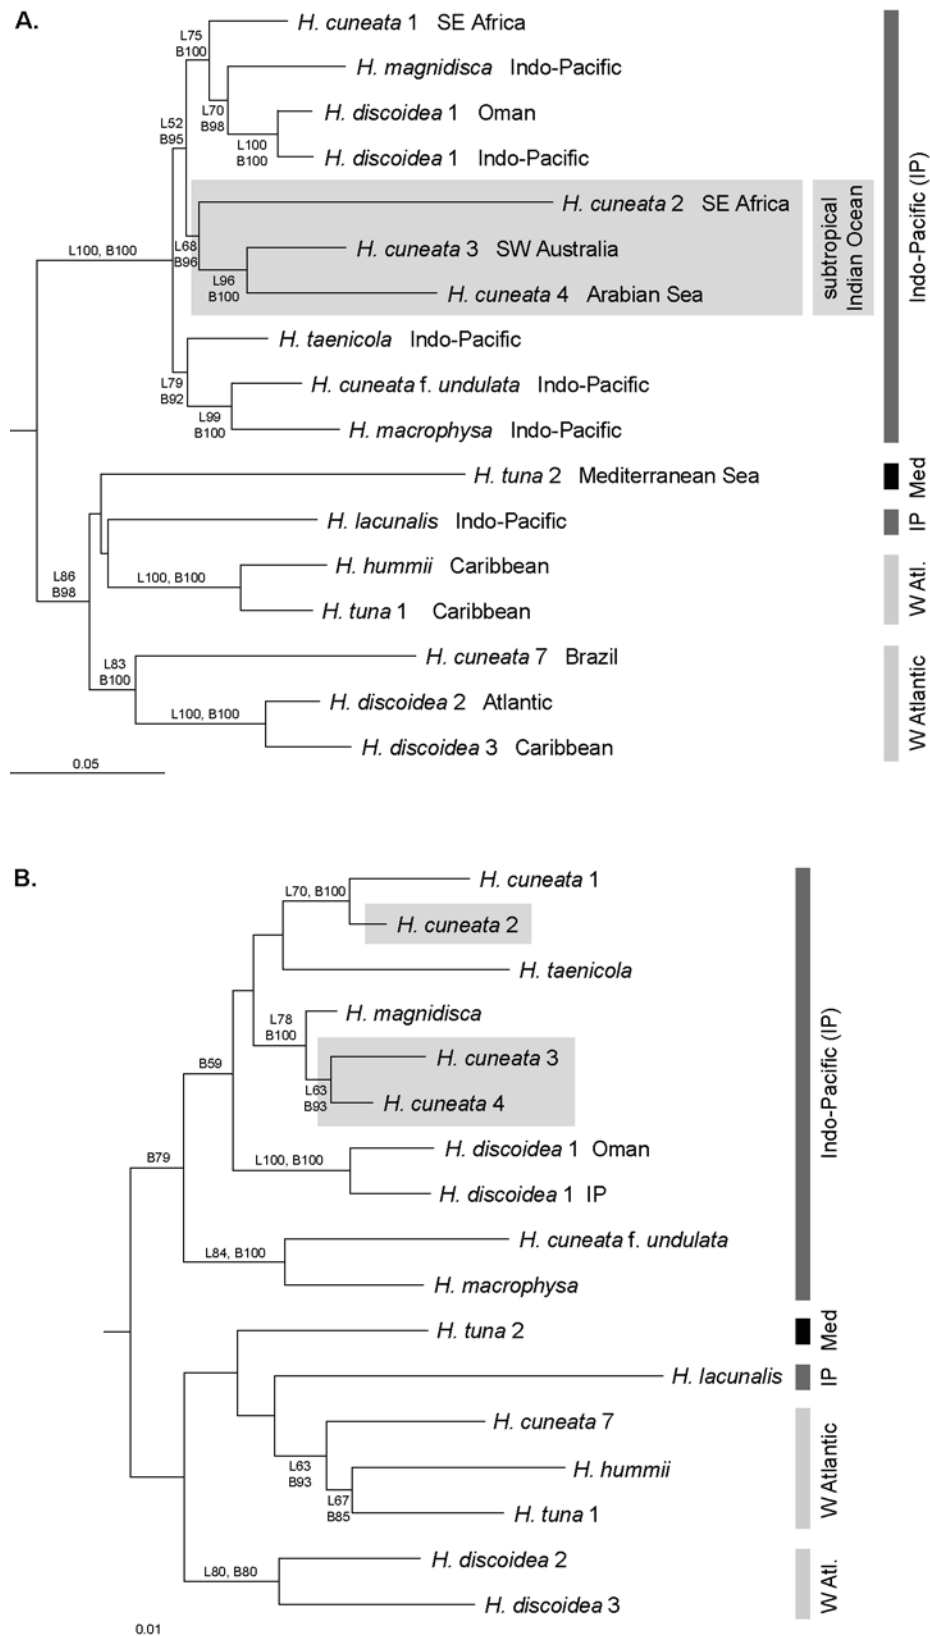 A.
H. cuneata 1 SE Africa
L75
B100
H. magnidisca Indo-Pacific
L70
B98
H. discoidea 1 Oman
L52
B95
L100
B100
H. discoidea 1 Indo-Pacific
H. cuneata 2 SE Africa
L100, B100
L68
B96
H. cuneata 3 SW Australia
L96
B100
H. cuneata 4 Arabian Sea
subtropical
Indian Ocean
Indo-Pacific (IP)
H. taenicola Indo-Pacific
L79
B92
H. cuneata f. undulata Indo-Pacific
L99
B100
H. macrophysa Indo-Pacific
H. tuna 2 Mediterranean Sea
Med
H. lacunalis Indo-Pacific
IP
L86
B98
L100, B100
H. hummii Caribbean
H. tuna 1 Caribbean
W Atl.
L83
B100
H. cuneata 7 Brazil
L100, B100
H. discoidea 2 Atlantic
H. discoidea 3 Caribbean
W Atlantic
0.05
B.
H. cuneata 1
L70, B100
H. cuneata 2
H. taenicola
H. magnidisca
L78
B100
H. cuneata 3
B59
L63
B93
H. cuneata 4
Indo-Pacific (IP)
H. discoidea 1 Oman
B79
L100, B100
H. discoidea 1 IP
H. cuneata f. undulata
L84, B100
H. macrophysa
H. tuna 2
Med
H. lacunalis
IP
H. cuneata 7
L63
B93
H. hummii
L67
B85
H. tuna 1
W Atlantic
H. discoidea 2
L80, B80
H. discoidea 3
W Atl.
0.01